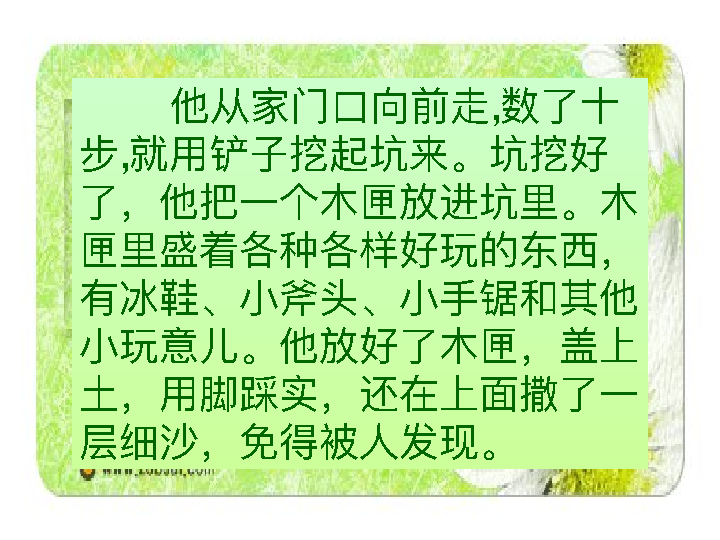 他从家门口向前走,数了十
步,就用铲子挖起坑来。坑挖好
了，他把一个木匣放进坑里。木
匣里盛着各种各样好玩的东西，
有冰鞋、小斧头、小手锯和其他
小玩意儿。他放好了木匣，盖上
土，用脚踩实，还在上面撒了一
层细沙，免得被人发现。